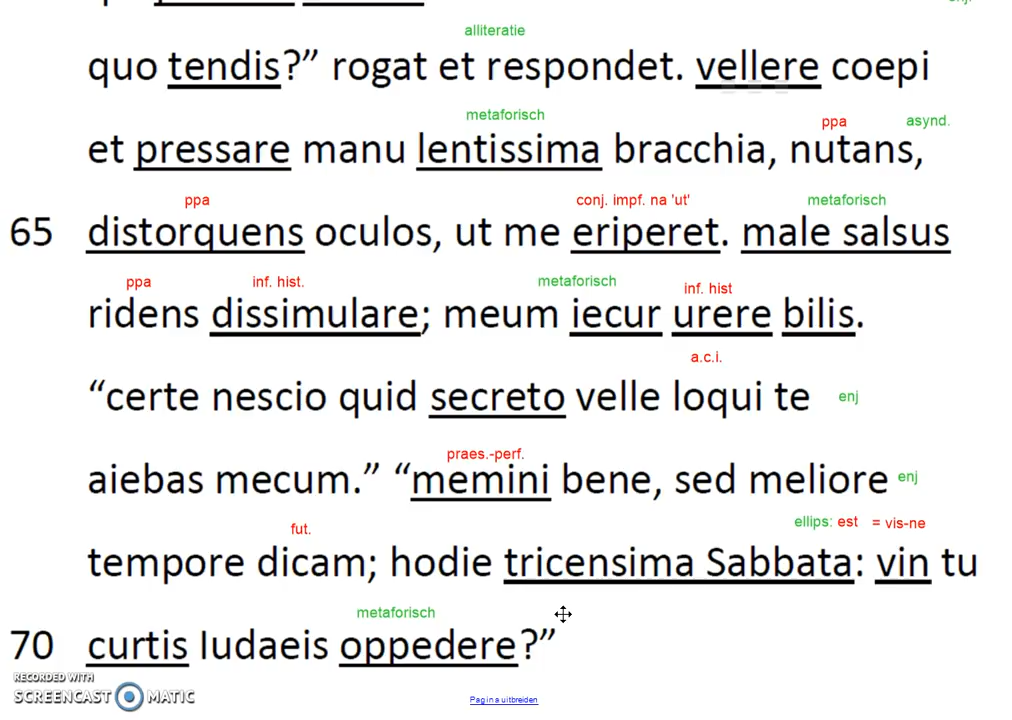 enj.
alliteratie
quo tendis?” rogat et respondet. vellere coepi
metaforisch ppa asynd.
et pressare manu lentissima bracchia, nutans,
ppa conj. impf. na 'ut' metaforisch
65 distorquens oculos, ut me eriperet. male salsus
ppa inf. hist. metaforisch inf. hist
ridens dissimulare; meum iecur urere bilis.
a.c.i.
“certe nescio quid secreto velle loqui te enj
praes.-perf.
aiebas mecum.” “memini bene, sed meliore enj
fut. ellips: est = vis-ne
tempore dicam; hodie tricensima Sabbata: vin tu
metaforisch
70 curtis Iudaeis oppedere?”
RECORDED WITH
SCREENCAST MATIC
Pagina uitbreiden